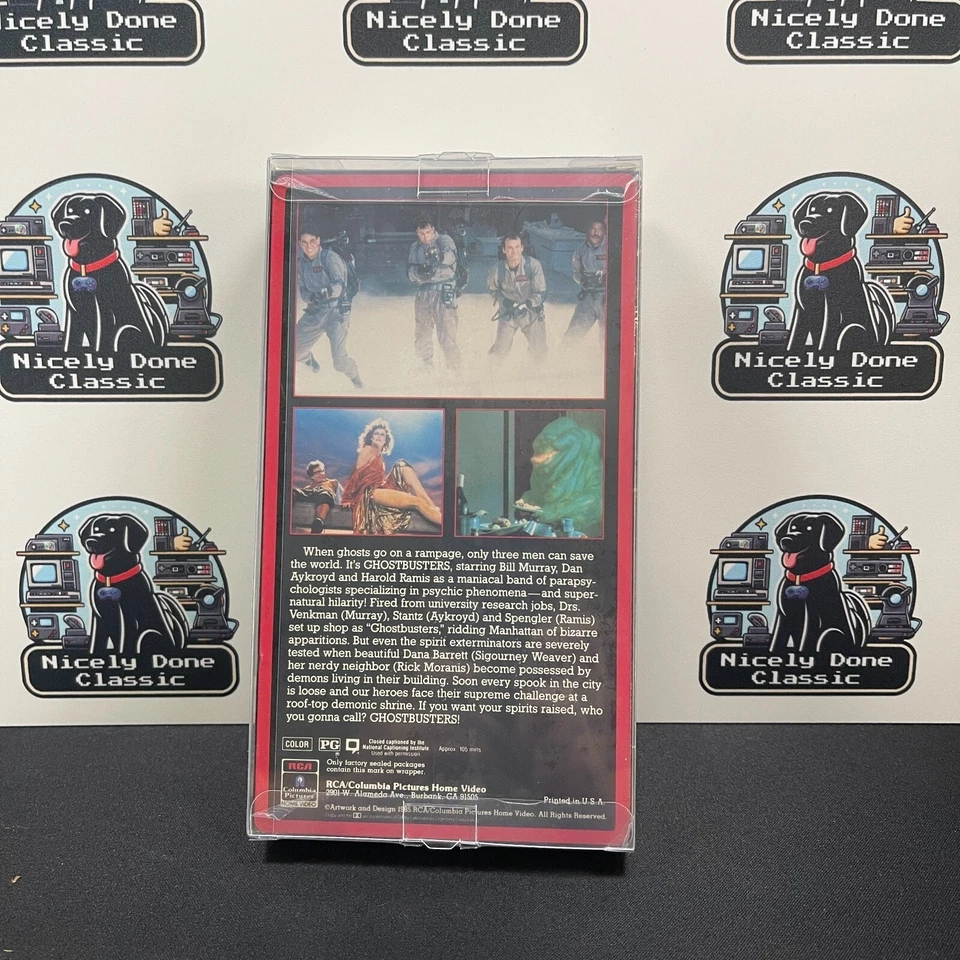 Nicely Done
Classic
Nicely Done
Classic
Nicely Done
Classic
Nicely Done
Classic
Nicely Done
Classic
When ghosts go on a rampage, only three men can save
the world. It's GHOSTBUSTERS, starring Bill Murray, Dan
Aykroyd and Harold Ramis as a maniacal band of parapsy-
chologists specializing in psychic phenomena—and super-
natural hilarity! Fired from university research jobs, Drs.
Venkman (Murray), Stantz (Aykroyd) and Spengler (Ramis)
set up shop as "Ghostbusters," ridding Manhattan of bizarre
apparitions. But even the spirit exterminators are severely
tested when beautiful Dana Barrett (Sigourney Weaver) and
her nerdy neighbor (Rick Moranis) become possessed by
demons living in their building. Soon every spook in the city
is loose and our heroes face their supreme challenge at a
roof-top demonic shrine. If you want your spirits raised, who
you gonna call? GHOSTBUSTERS!
Nicely Done
Classic
Nicely Done
Classic
COLOR PG Closed captioned by the
National Captioning Institute
Used with permission
Approx. 105 mins.
RCA
Columbia
Pictures
HOME VIDEO
Only factory sealed packages
contain this mark on wrapper.
RCA/Columbia Pictures Home Video
2901 W. Alameda Ave., Burbank, CA 91505
Printed in U.S.A.
©Artwork and Design 1985 RCA/Columbia Pictures Home Video. All Rights Reserved.